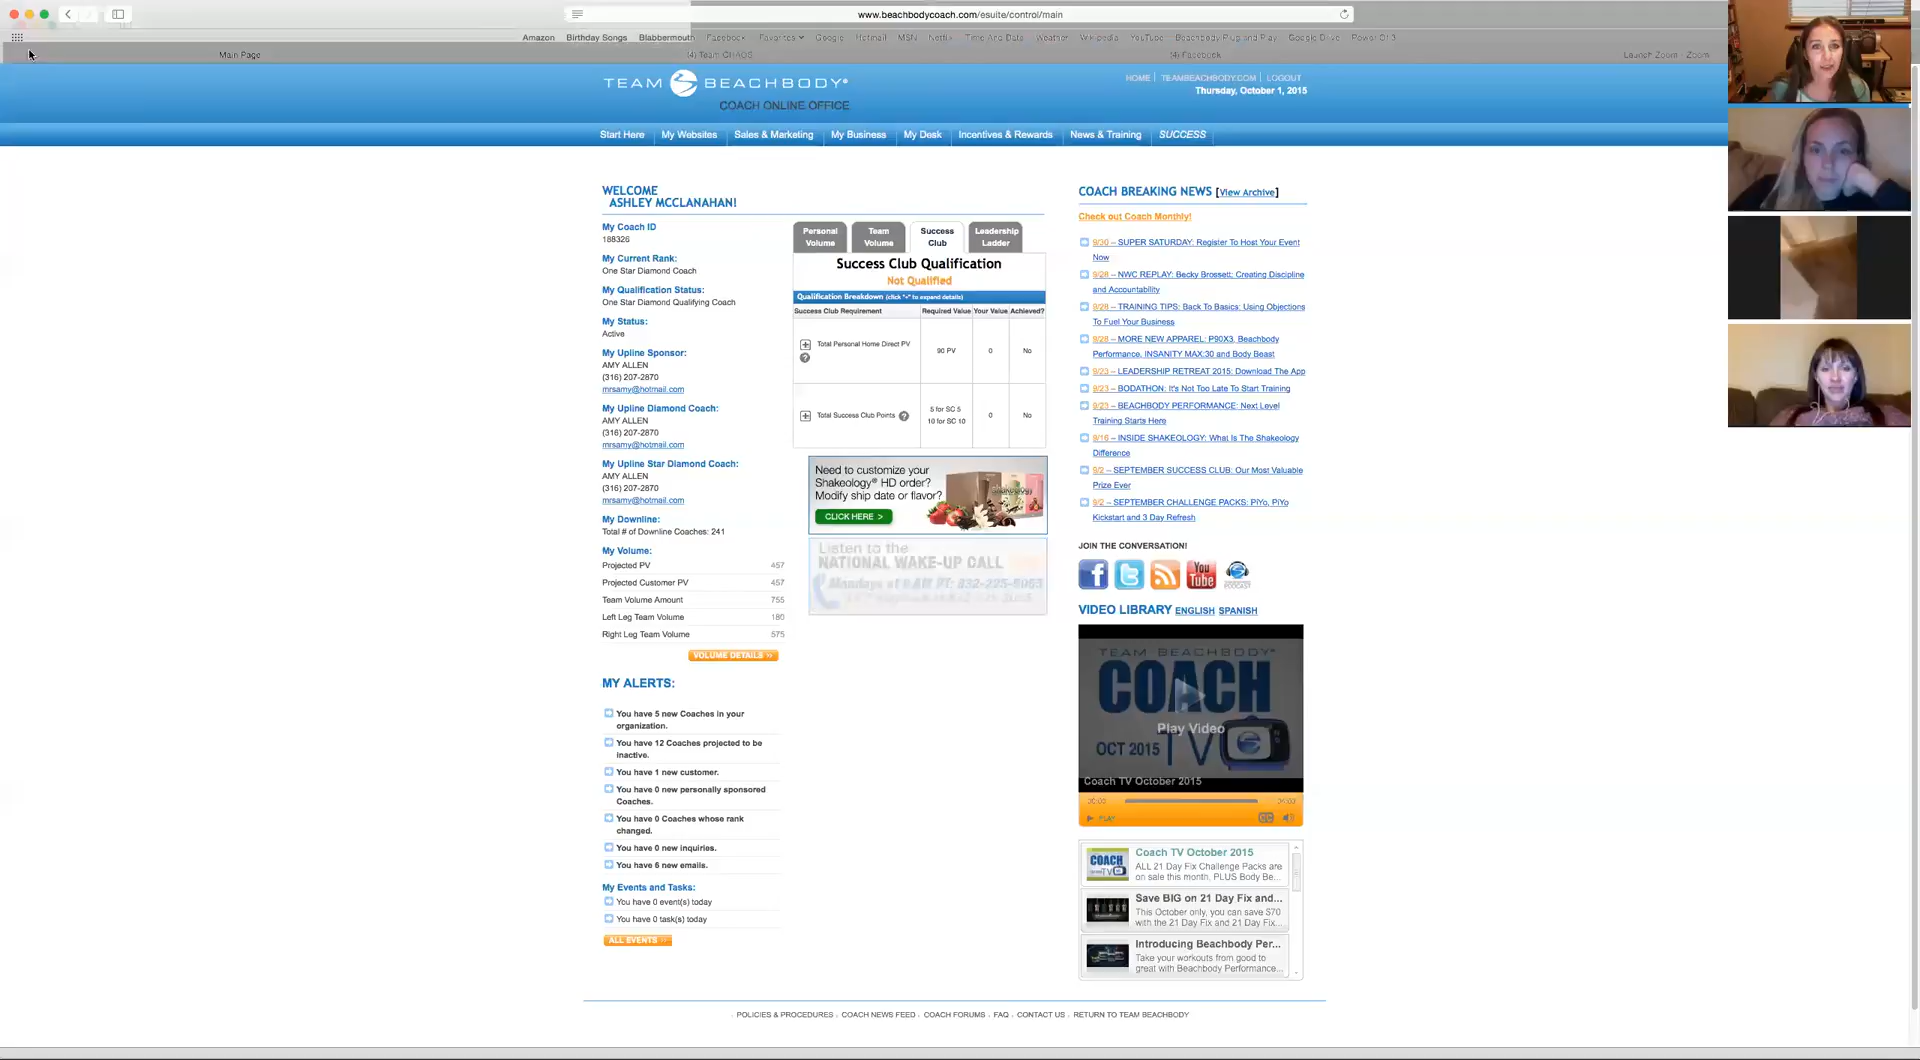 www.beachbodycoach.com/esuite/control/main
Amazon Birthday Songs Blabbermouth Facebook Favorites Google Hotmail MSN Netflix Time And Date Weather Wikipedia YouTube Beachbody Plug and Play Google Drive
Main Page (4) Team CHAOS (4) Facebook Launch Zoom - Zoom
TEAM BEACHBODY®
COACH ONLINE OFFICE
HOME | TEAMBEACHBODY.COM | LOGOUT
Thursday, October 1, 2015
Start Here My Websites Sales & Marketing My Business My Desk Incentives & Rewards News & Training SUCCESS
WELCOME
ASHLEY MCCLANAHAN!
My Coach ID
188326
My Current Rank:
One Star Diamond Coach
My Qualification Status:
One Star Diamond Qualifying Coach
My Status:
Active
My Upline Sponsor:
AMY ALLEN
(316) 207-2870
mrsamy@hotmail.com
My Upline Diamond Coach:
AMY ALLEN
(316) 207-2870
mrsamy@hotmail.com
My Upline Star Diamond Coach:
AMY ALLEN
(316) 207-2870
mrsamy@hotmail.com
My Downline:
Total # of Downline Coaches: 241
My Volume:
Projected PV 457
Projected Customer PV 457
Team Volume Amount 755
Left Leg Team Volume 180
Right Leg Team Volume 575
VOLUME DETAILS >>
MY ALERTS:
You have 5 new Coaches in your
organization.
You have 12 Coaches projected to be
inactive.
You have 1 new customer.
You have 0 new personally sponsored
Coaches.
You have 0 Coaches whose rank
changed.
You have 0 new inquiries.
You have 6 new emails.
My Events and Tasks:
You have 0 event(s) today
You have 0 task(s) today
ALL EVENTS >>
Personal Volume Team Volume Success Club Leadership Ladder
Success Club Qualification
Not Qualified
Qualification Breakdown (click "+" to expand details)
Success Club Requirement Required Value Your Value Achieved?
+ Total Personal Home Direct PV ? 90 PV 0 No
+ Total Success Club Points ? 5 for SC 5 10 for SC 10 0 No
Need to customize your
Shakeology® HD order?
Modify ship date or flavor?
CLICK HERE >
shakeology
Listen to the
NATIONAL WAKE-UP CALL
COACH BREAKING NEWS [View Archive]
Check out Coach Monthly!
9/30 – SUPER SATURDAY: Register To Host Your Event
Now
9/28 – NWC REPLAY: Becky Brossett: Creating Discipline
and Accountability
9/28 – TRAINING TIPS: Back To Basics: Using Objections
To Fuel Your Business
9/28 – MORE NEW APPAREL: P90X3, Beachbody
Performance, INSANITY MAX:30 and Body Beast
9/23 – LEADERSHIP RETREAT 2015: Download The App
9/23 – BODATHON: It's Not Too Late To Start Training
9/23 – BEACHBODY PERFORMANCE: Next Level
Training Starts Here
9/16 – INSIDE SHAKEOLOGY: What Is The Shakeology
Difference
9/2 – SEPTEMBER SUCCESS CLUB: Our Most Valuable
Prize Ever
9/2 – SEPTEMBER CHALLENGE PACKS: PiYo, PiYo
Kickstart and 3 Day Refresh
JOIN THE CONVERSATION!
You Tube
VIDEO LIBRARY ENGLISH SPANISH
TEAM BEACHBODY®
COACH
Play Video
OCT 2015 TV
Coach TV October 2015
00:00
PLAY CC
Coach TV October 2015
ALL 21 Day Fix Challenge Packs are
on sale this month, PLUS Body Be...
Save BIG on 21 Day Fix and...
This October only, you can save $70
with the 21 Day Fix and 21 Day Fix...
Introducing Beachbody Per...
Take your workouts from good to
great with Beachbody Performance...
POLICIES & PROCEDURES COACH NEWS FEED COACH FORUMS FAQ CONTACT US RETURN TO TEAM BEACHBODY